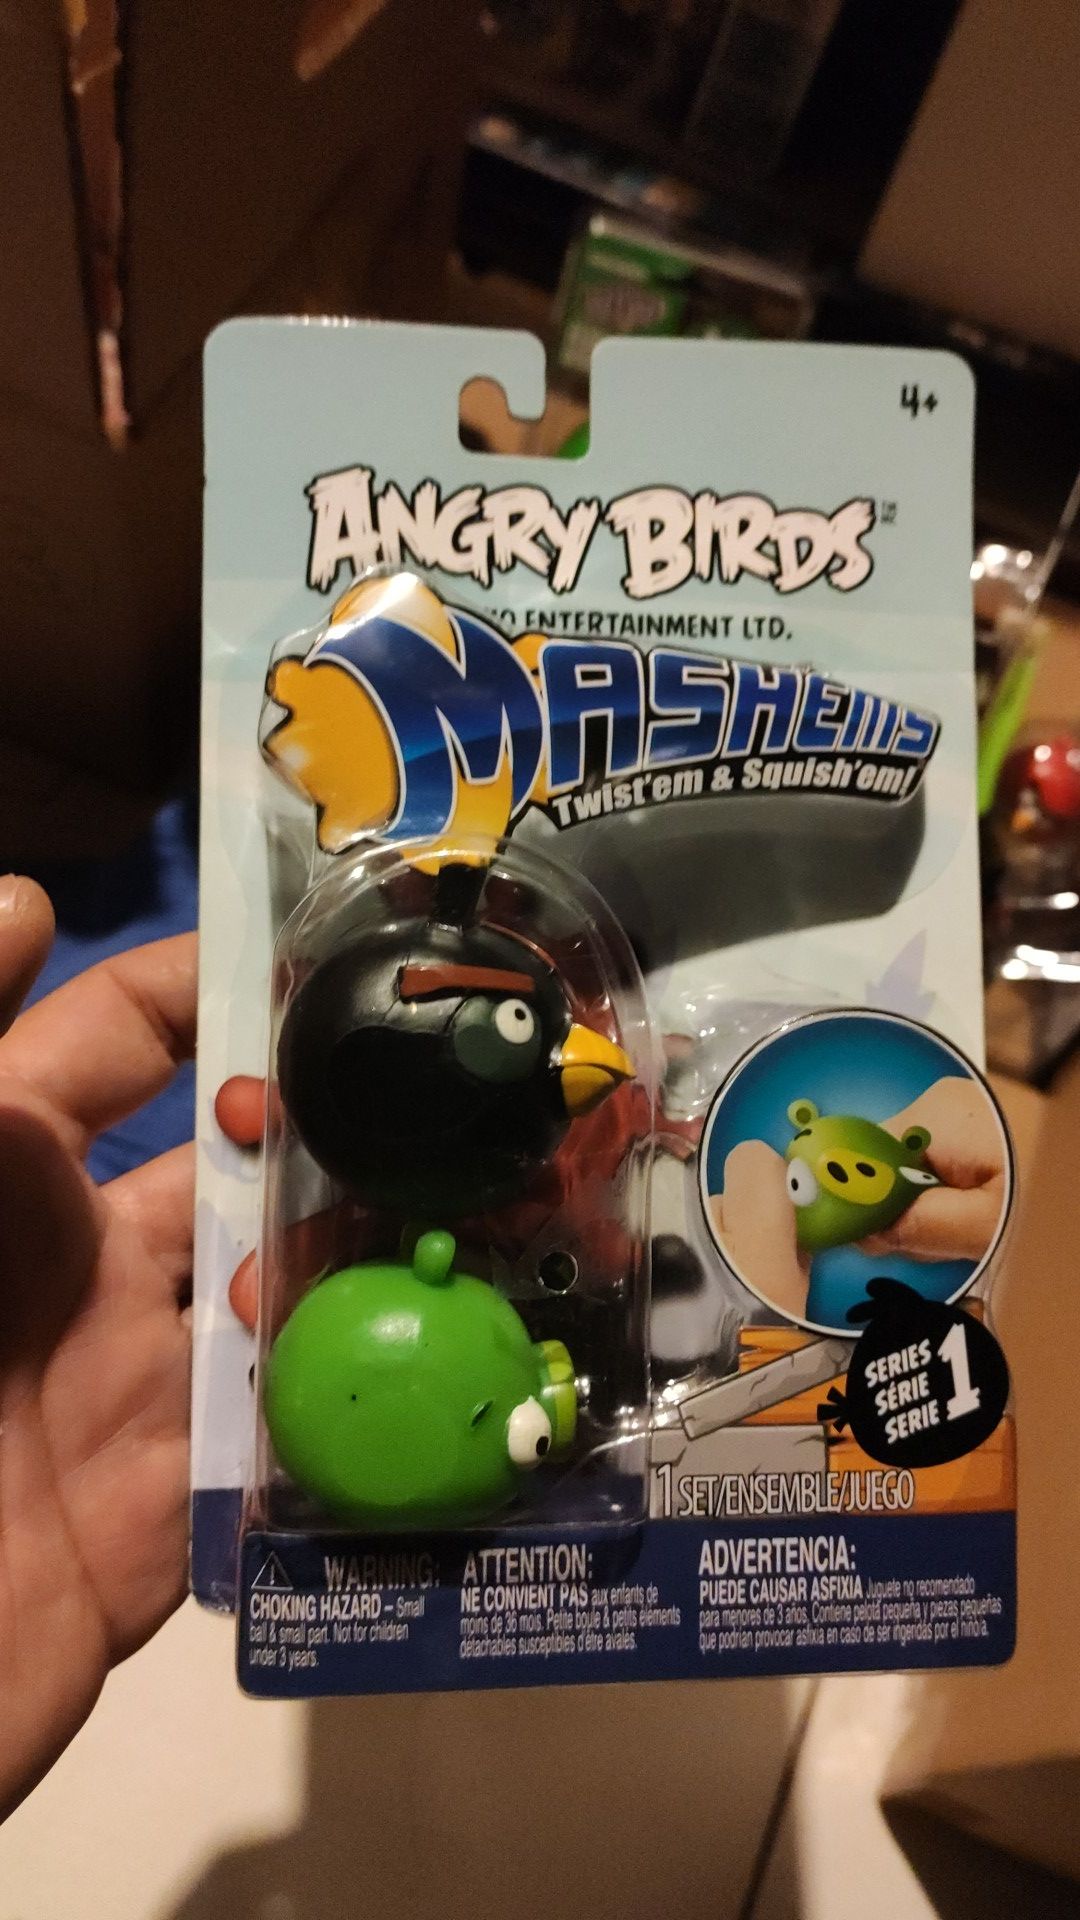 4+
ANGRY BIRDS™
ENTERTAINMENT LTD.
MASHEMS
Twist'em & Squish'em!
SERIES
SÉRIE
SERIE
1
1 SET/ENSEMBLE/JUEGO
WARNING:
CHOKING HAZARD – Small
ball & small part. Not for children
under 3 years.
ATTENTION:
NE CONVIENT PAS aux enfants de
moins de 36 mois. Petite boule & petits éléments
détachables susceptibles d'être avalés.
ADVERTENCIA:
PUEDE CAUSAR ASFIXIA Juguete no recomendado
para menores de 3 años. Contiene pelota pequeña y piezas pequeñas
que podrían provocar asfixia en caso de ser ingeridas por el niño/a.